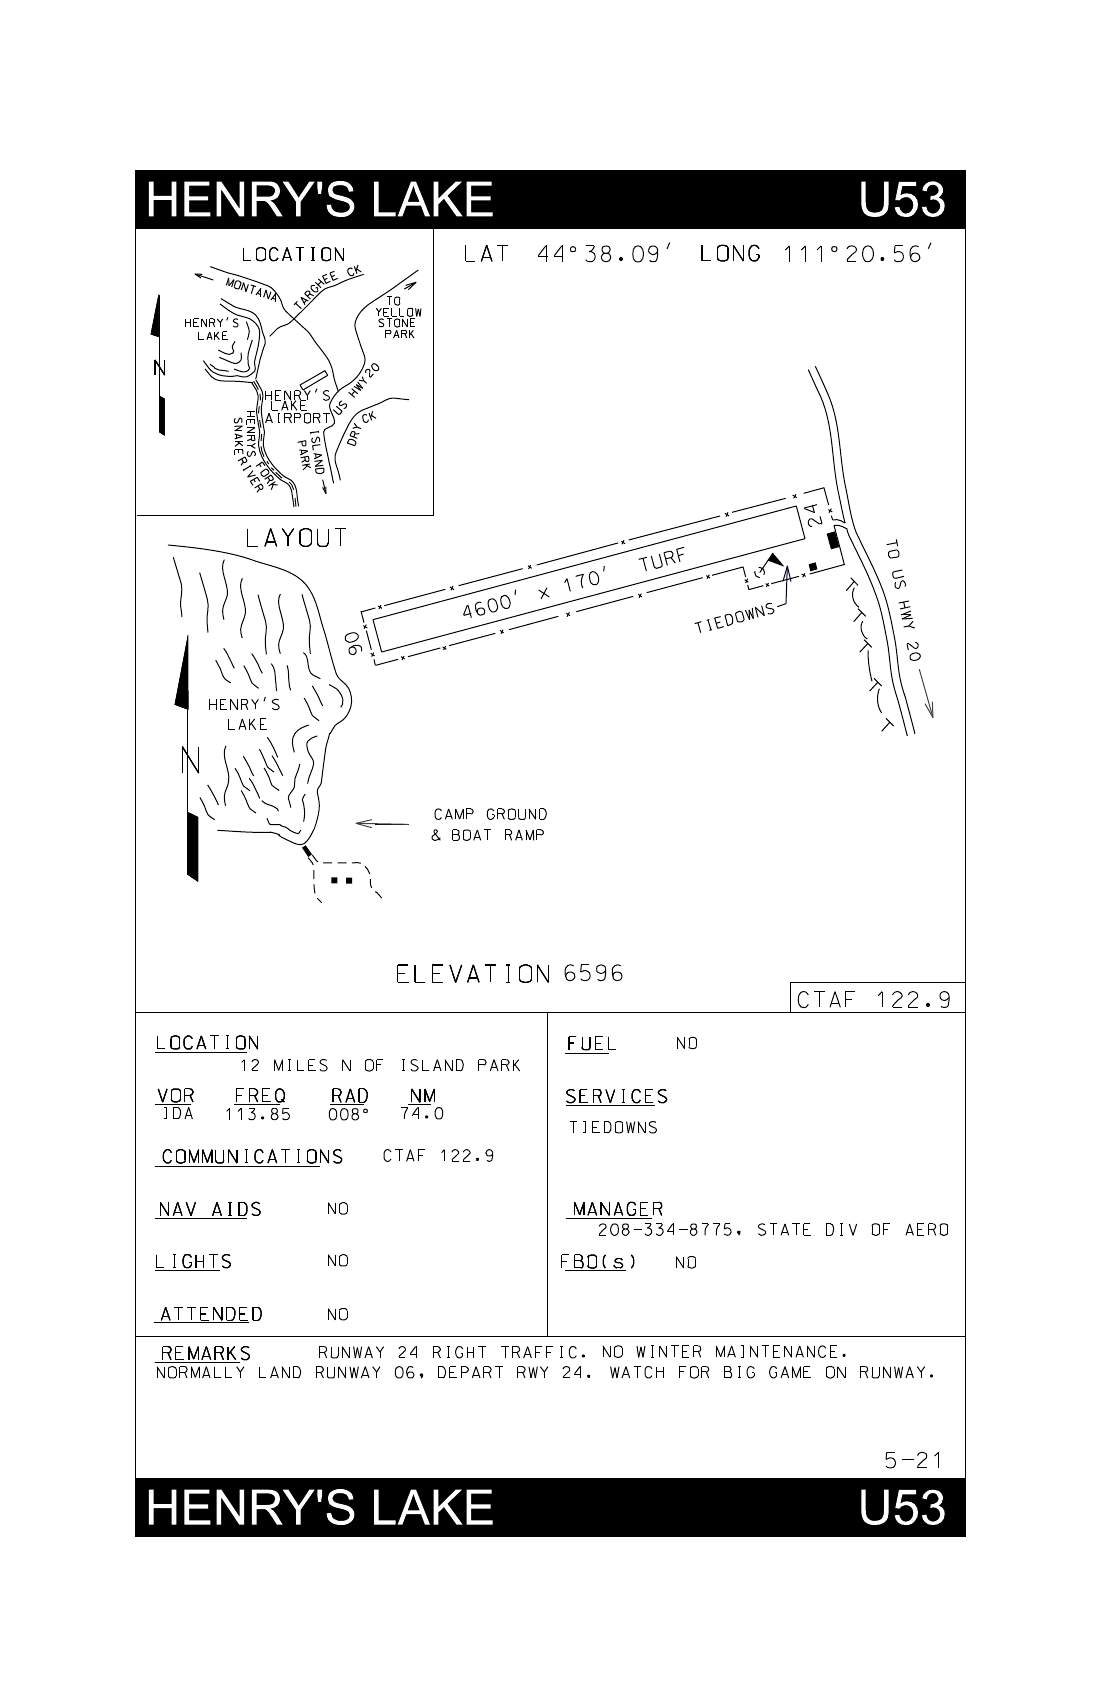 HENRY'S LAKE U53
LOCATION
LAT 44°38.09' LONG 111°20.56'
MONTANA
TARGHEE CK
TO
YELLOW
STONE
PARK
HENRY'S
LAKE
N
HENRY'S
LAKE
AIRPORT
US HWY20
DRY CK
ISLAND
PARK
HENRYS FORK
SNAKERIVER
LAYOUT
24
4600' x 170' TURF
TIEDOWNS
06
TO US HWY 20
HENRY'S
LAKE
N
CAMP GROUND
& BOAT RAMP
ELEVATION 6596
CTAF 122.9
LOCATION
12 MILES N OF ISLAND PARK
VOR FREQ RAD NM
IDA 113.85 008° 74.0
COMMUNICATIONS CTAF 122.9
NAV AIDS NO
LIGHTS NO
ATTENDED NO
FUEL NO
SERVICES
TIEDOWNS
MANAGER
208-334-8775, STATE DIV OF AERO
FBO(s) NO
REMARKS RUNWAY 24 RIGHT TRAFFIC. NO WINTER MAINTENANCE.
NORMALLY LAND RUNWAY 06, DEPART RWY 24. WATCH FOR BIG GAME ON RUNWAY.
5-21
HENRY'S LAKE U53